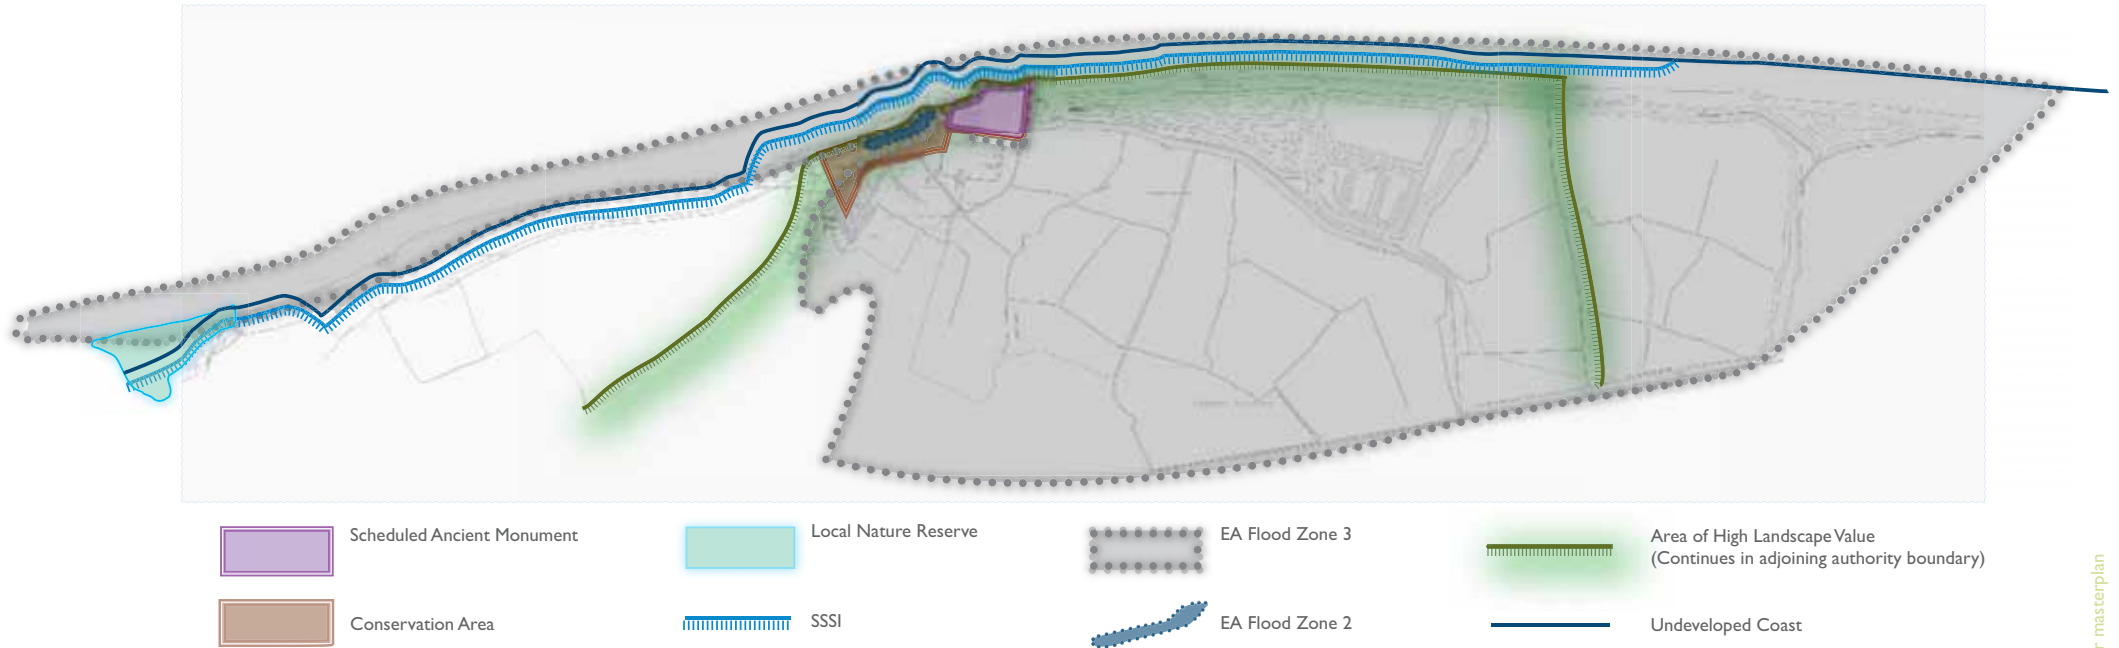 Scheduled Ancient Monument
Local Nature Reserve
EA Flood Zone 3
Area of High Landscape Value
(Continues in adjoining authority boundary)
Conservation Area
SSSI
EA Flood Zone 2
Undeveloped Coast
r masterplan